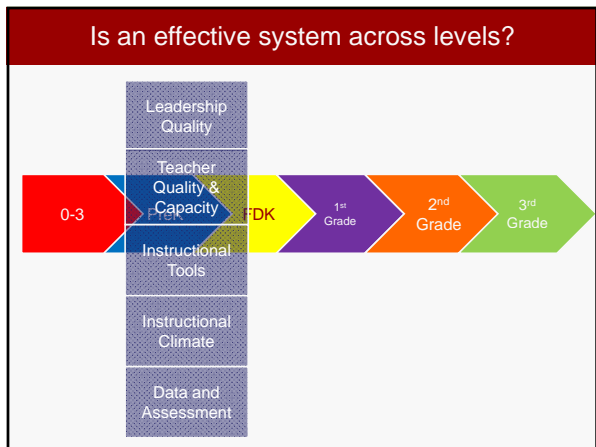 Is an effective system across levels?
Leadership
Quality
Teacher
Quality &
Capacity
Instructional
Tools
Instructional
Climate
Data and
Assessment
0-3
PreK
FDK
1st
Grade
2nd
Grade
3rd
Grade